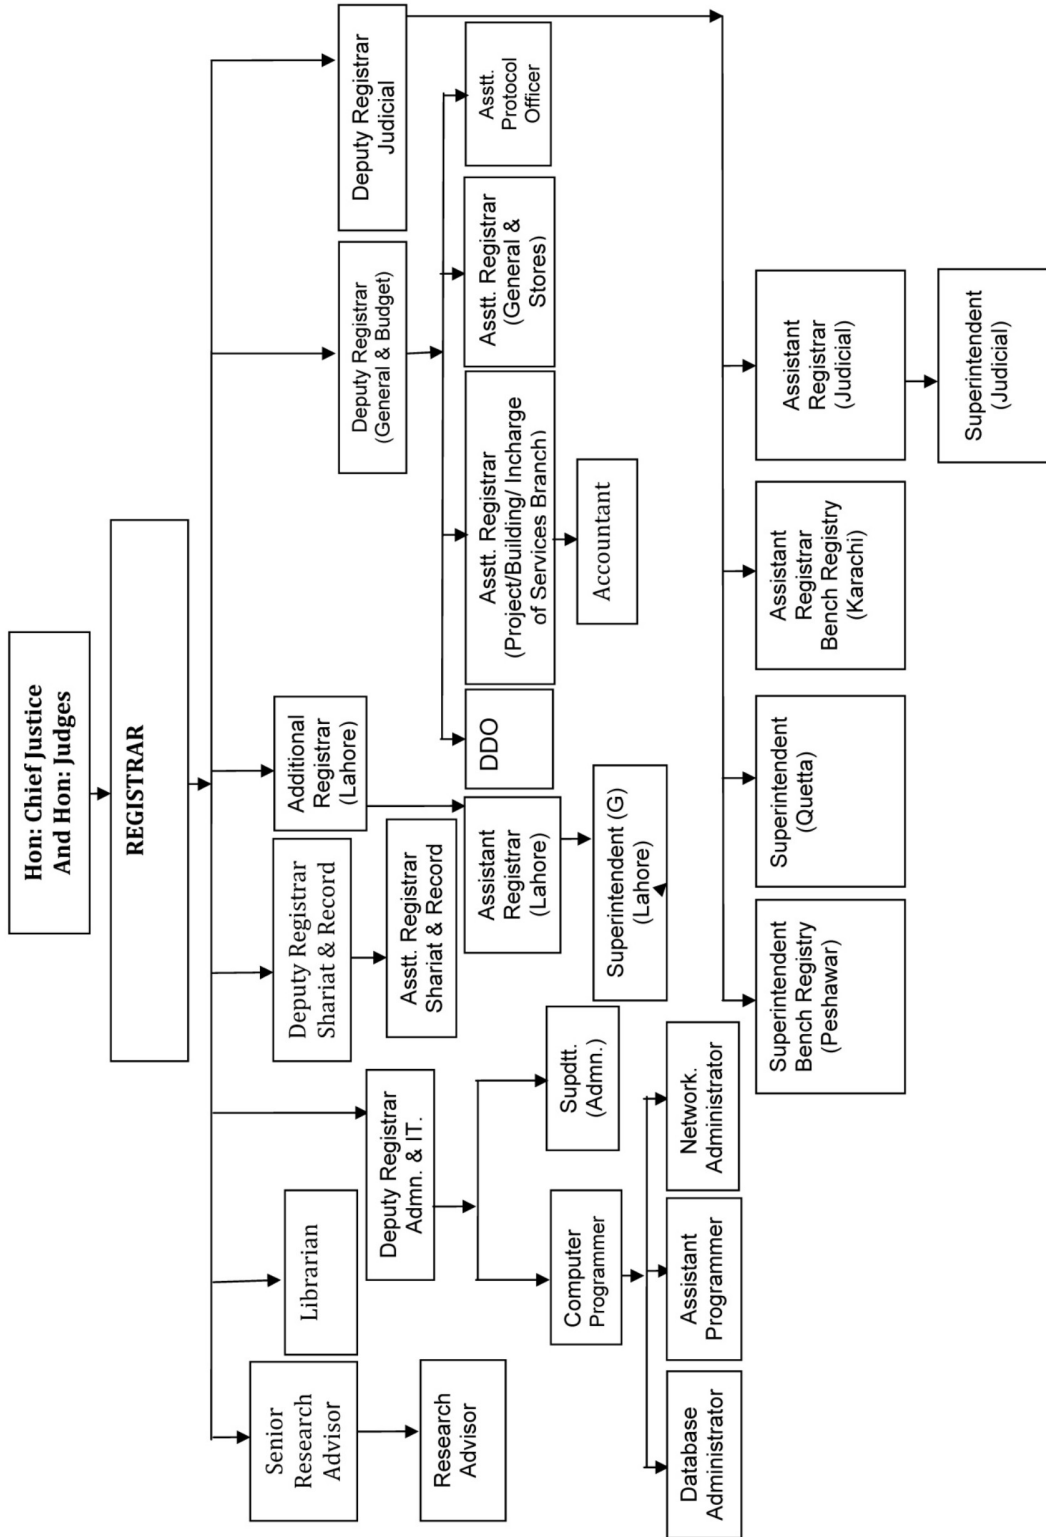 Hon: Chief Justice
And Hon: Judges
REGISTRAR
Senior
Research
Advisor
Librarian
Deputy Registrar
Admn. & IT.
Deputy Registrar
Shariat & Record
Additional
Registrar
(Lahore)
Deputy Registrar
(General & Budget)
Deputy Registrar
Judicial
Research
Advisor
Asstt. Registrar
Shariat & Record
Assistant
Registrar
(Lahore)
DDO
Asstt. Registrar
(Project/Building/ Incharge
of Services Branch)
Asstt. Registrar
(General &
Stores)
Asstt.
Protocol
Officer
Computer
Programmer
Supdtt.
(Admn.)
Superintendent (G)
(Lahore)
Accountant
Database
Administrator
Assistant
Programmer
Network.
Administrator
Superintendent
Bench Registry
(Peshawar)
Superintendent
(Quetta)
Assistant
Registrar
Bench Registry
(Karachi)
Assistant
Registrar
(Judicial)
Superintendent
(Judicial)